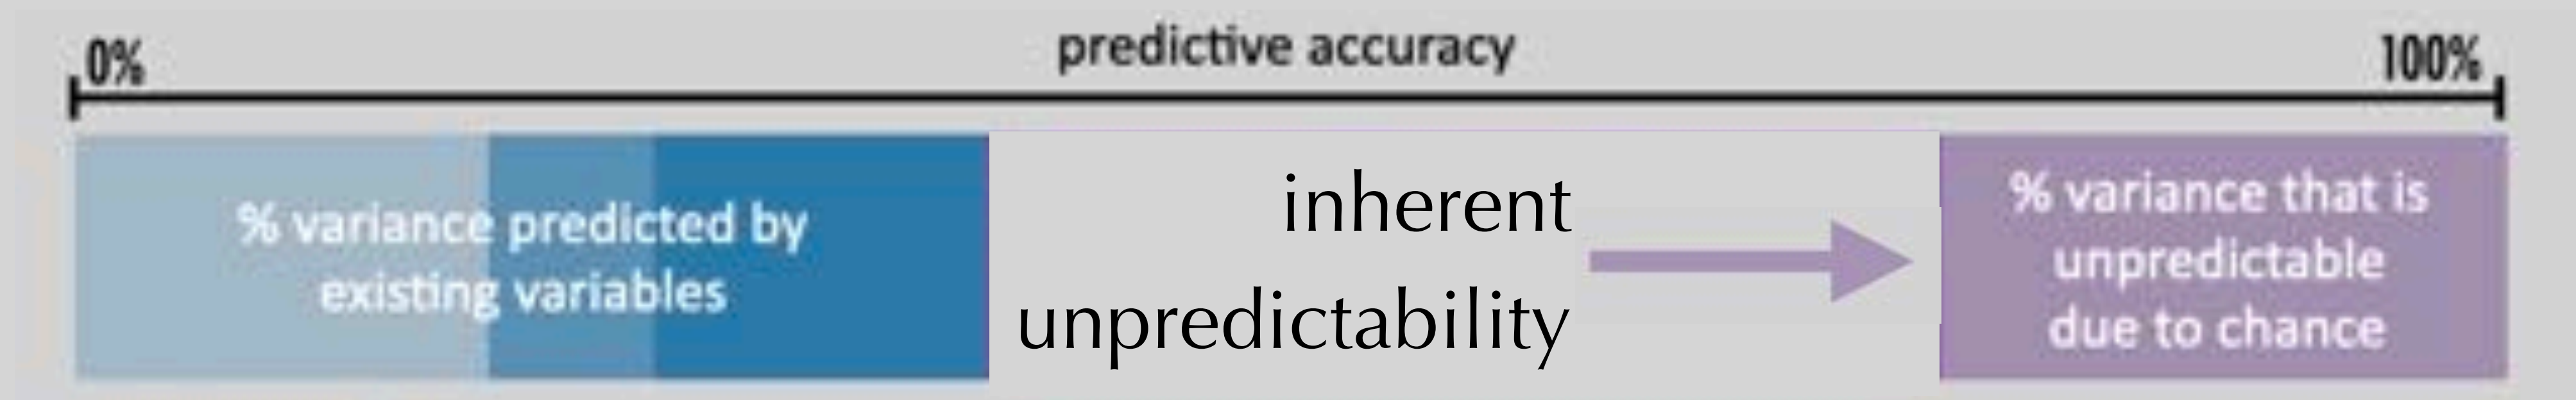 0% predictive accuracy 100%
% variance predicted by
existing variables
inherent
unpredictability
% variance that is
unpredictable
due to chance